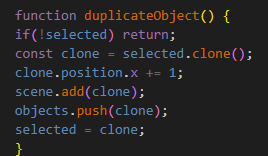 function duplicateObject() {
if(!selected) return;
const clone = selected.clone();
clone.position.x += 1;
scene.add(clone);
objects.push(clone);
selected = clone;
}